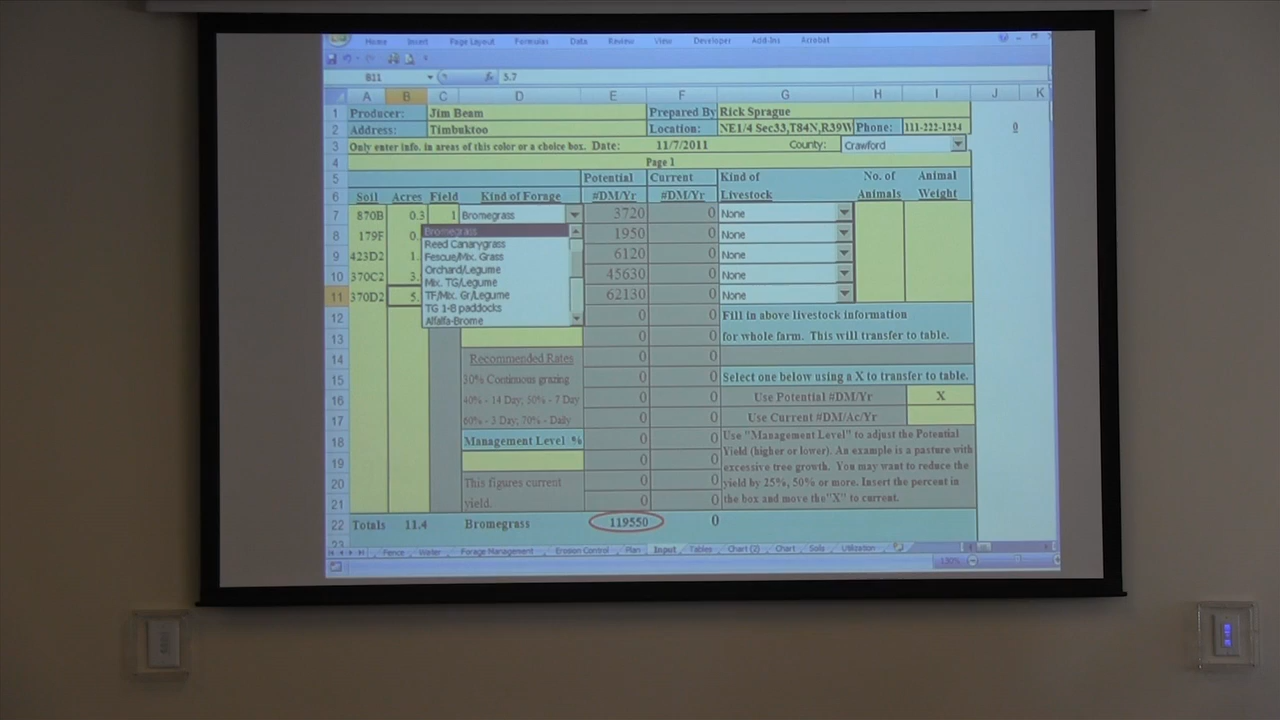 Home Insert Page Layout Formulas Data Review View Developer Add-Ins Acrobat
B11 fx 5.7
A B C D E F G H I J K
1 Producer: Jim Beam Prepared By Rick Sprague
2 Address: Timbuktoo Location: NE1/4 Sec33,T84N,R39W Phone: 111-222-1234 0
3 Only enter info. in areas of this color or a choice box. Date: 11/7/2011 County: Crawford
4 Page 1
5 Potential Current Kind of No. of Animal
6 Soil Acres Field Kind of Forage #DM/Yr #DM/Yr Livestock Animals Weight
7 870B 0.3 1 Bromegrass 3720 0 None
Bromegrass
8 179F 0. 1950 0 None
Reed Canarygrass
9 423D2 1. Fescue/Mix. Grass 6120 0 None
Orchard/Legume
10 370C2 3. Mix. TG/Legume 45630 0 None
11 370D2 5. TF/Mix. Gr/Legume 62130 0 None
TG 1-8 paddocks
12 Alfalfa-Brome 0 0 Fill in above livestock information
13 0 0 for whole farm. This will transfer to table.
14 Recommended Rates 0 0
15 30% Continuous grazing 0 0 Select one below using a X to transfer to table.
16 40% - 14 Day; 50% - 7 Day 0 0 Use Potential #DM/Yr X
17 60% - 3 Day; 70% - Daily 0 0 Use Current #DM/Ac/Yr
18 Management Level % 0 0 Use "Management Level" to adjust the Potential
19 0 0 Yield (higher or lower). An example is a pasture with
excessive tree growth. You may want to reduce the
20 This figures current 0 0 yield by 25%, 50% or more. Insert the percent in
21 yield. 0 0 the box and move the "X" to current.
22 Totals 11.4 Bromegrass 119550 0
23
Fence Water Forage Management Erosion Control Plan Input Tables Chart (2) Chart Soils Utilization
130%